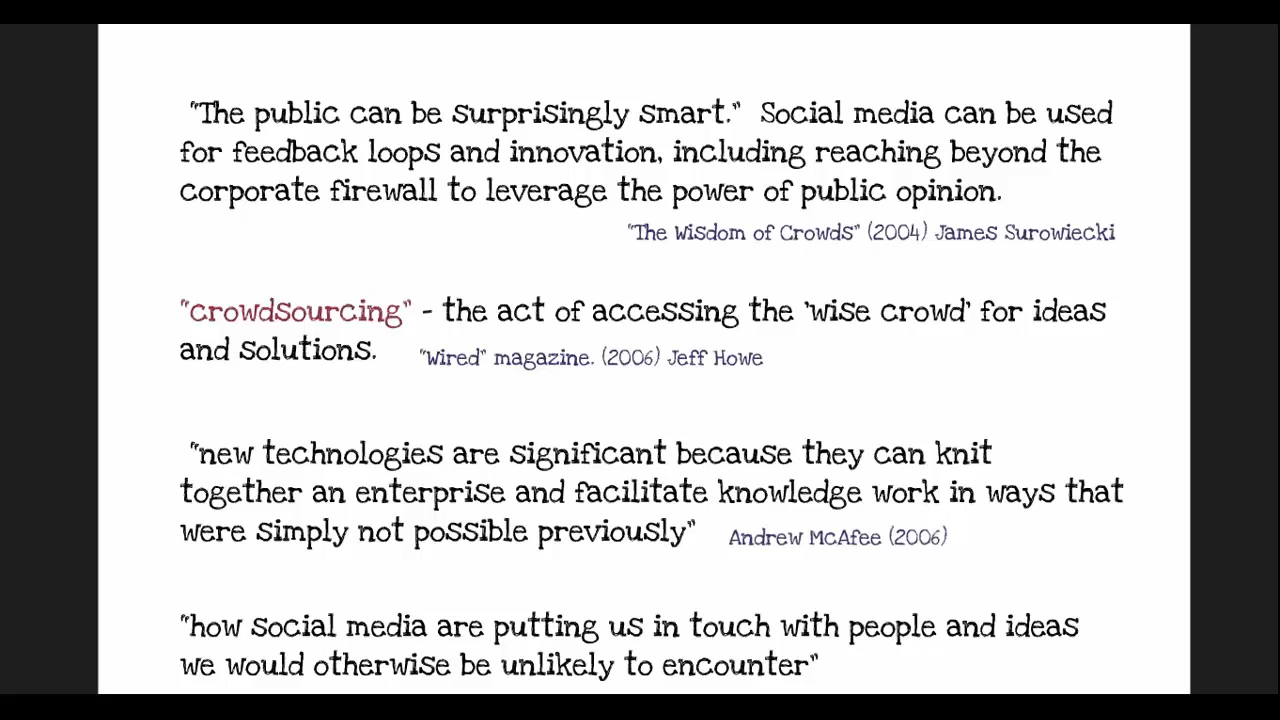 "The public can be surprisingly smart." Social media can be used
for feedback loops and innovation, including reaching beyond the
corporate firewall to leverage the power of public opinion.
"The Wisdom of Crowds" (2004) James Surowiecki
"crowdsourcing" - the act of accessing the 'wise crowd' for ideas
and solutions. "Wired" magazine. (2006) Jeff Howe
"new technologies are significant because they can knit
together an enterprise and facilitate knowledge work in ways that
were simply not possible previously" Andrew McAfee (2006)
"how social media are putting us in touch with people and ideas
we would otherwise be unlikely to encounter"